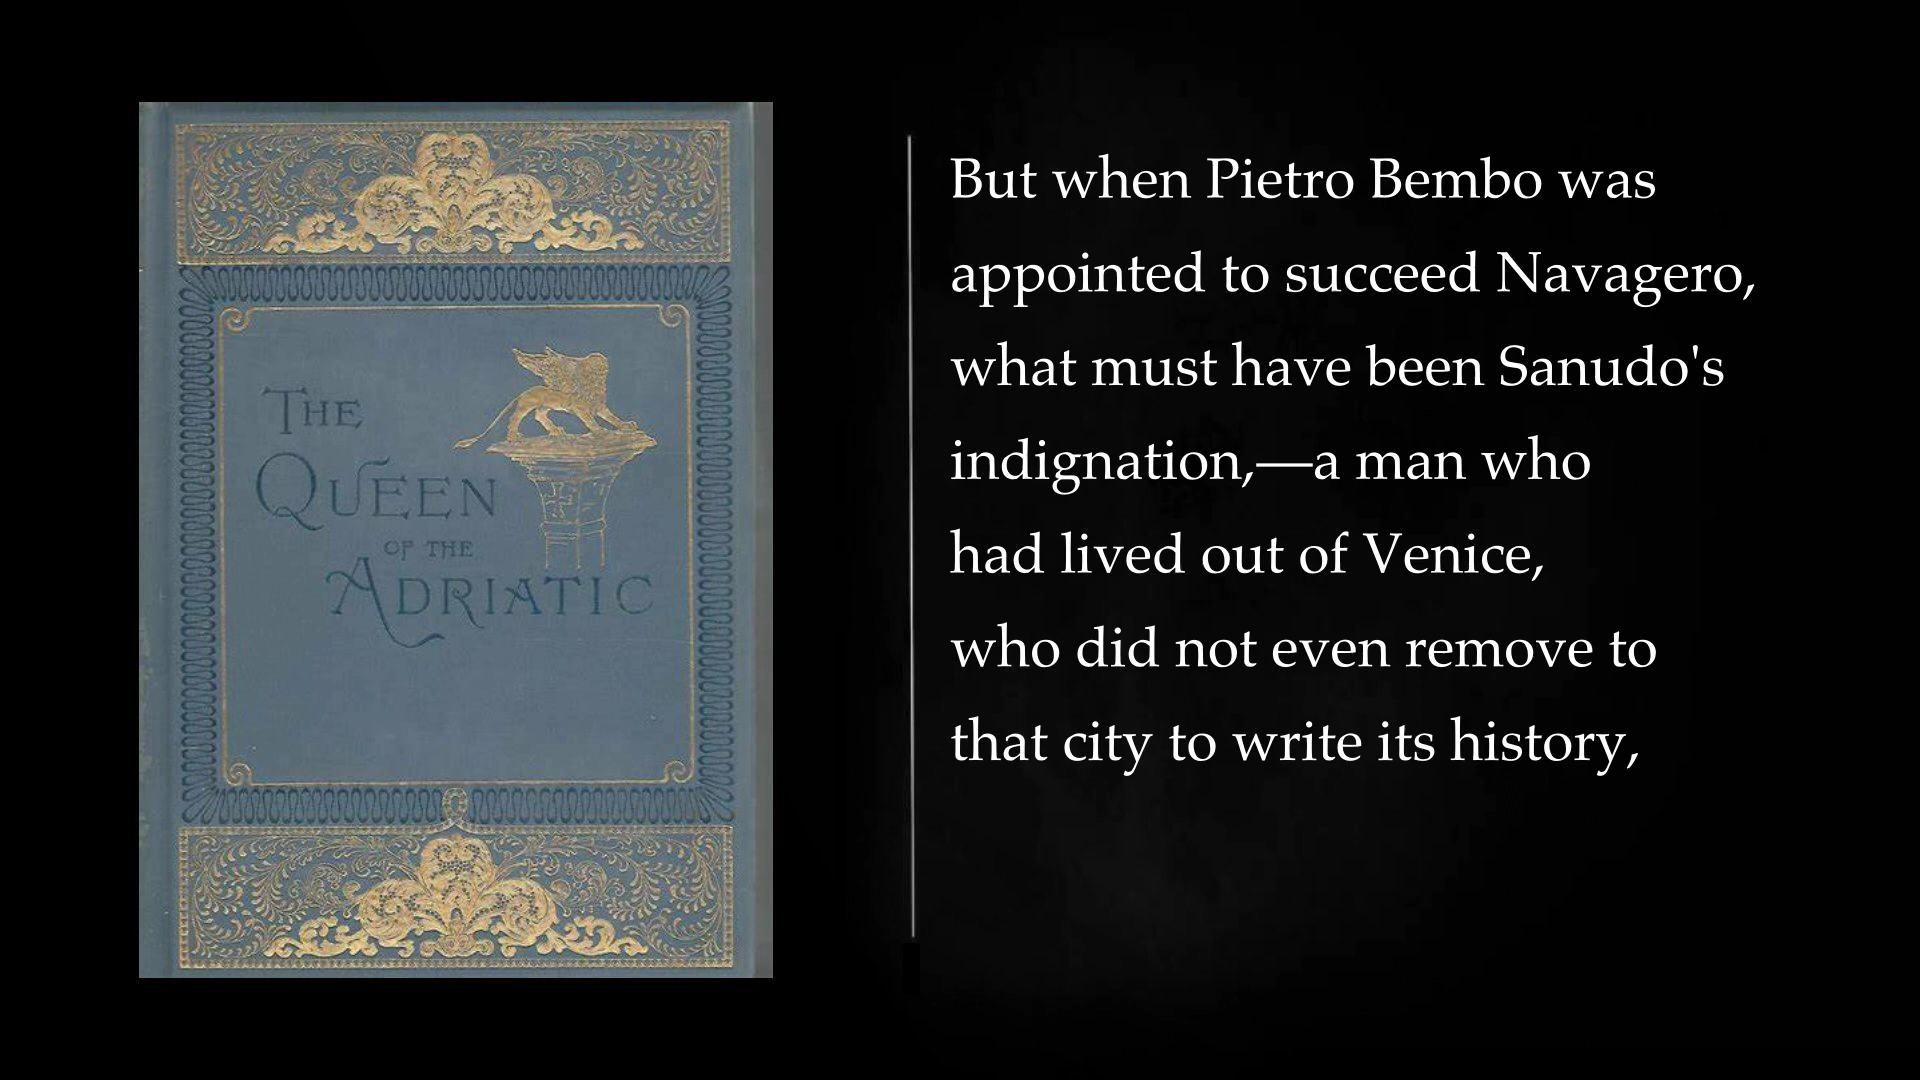 THE
QUEEN
OF THE
ADRIATIC
But when Pietro Bembo was
appointed to succeed Navagero,
what must have been Sanudo's
indignation,—a man who
had lived out of Venice,
who did not even remove to
that city to write its history,